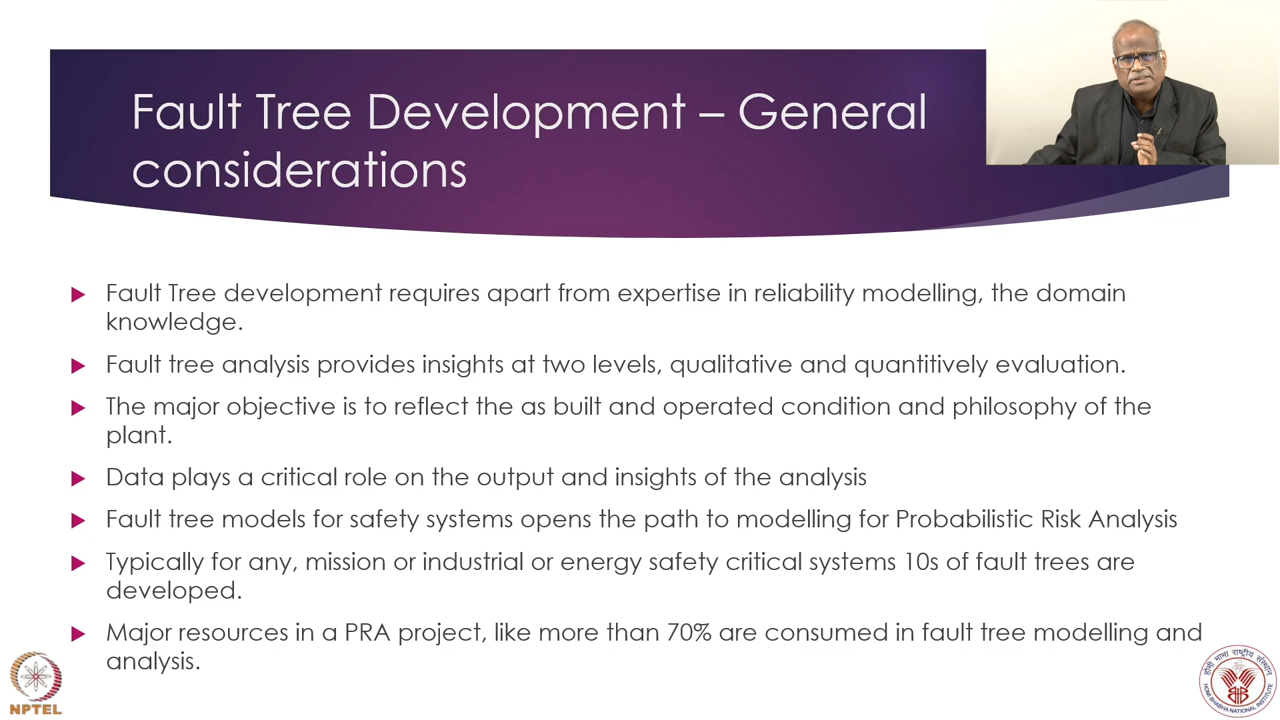 Fault Tree Development – General
considerations
Fault Tree development requires apart from expertise in reliability modelling, the domain
knowledge.
Fault tree analysis provides insights at two levels, qualitative and quantitively evaluation.
The major objective is to reflect the as built and operated condition and philosophy of the
plant.
Data plays a critical role on the output and insights of the analysis
Fault tree models for safety systems opens the path to modelling for Probabilistic Risk Analysis
Typically for any, mission or industrial or energy safety critical systems 10s of fault trees are
developed.
Major resources in a PRA project, like more than 70% are consumed in fault tree modelling and
analysis.
NPTEL
होमी भाभा राष्ट्रीय संस्थान
HOMI BHABHA NATIONAL INSTITUTE